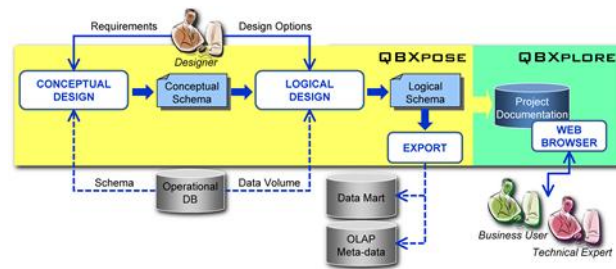 Requirements
Design Options
Designer
QBXPOSE
QBXPLORE
CONCEPTUAL
DESIGN
Conceptual
Schema
LOGICAL
DESIGN
Logical
Schema
Project
Documentation
WEB
BROWSER
EXPORT
Schema
Operational
DB
Data Volume
Data Mart
OLAP
Meta-data
Business User
Technical Expert